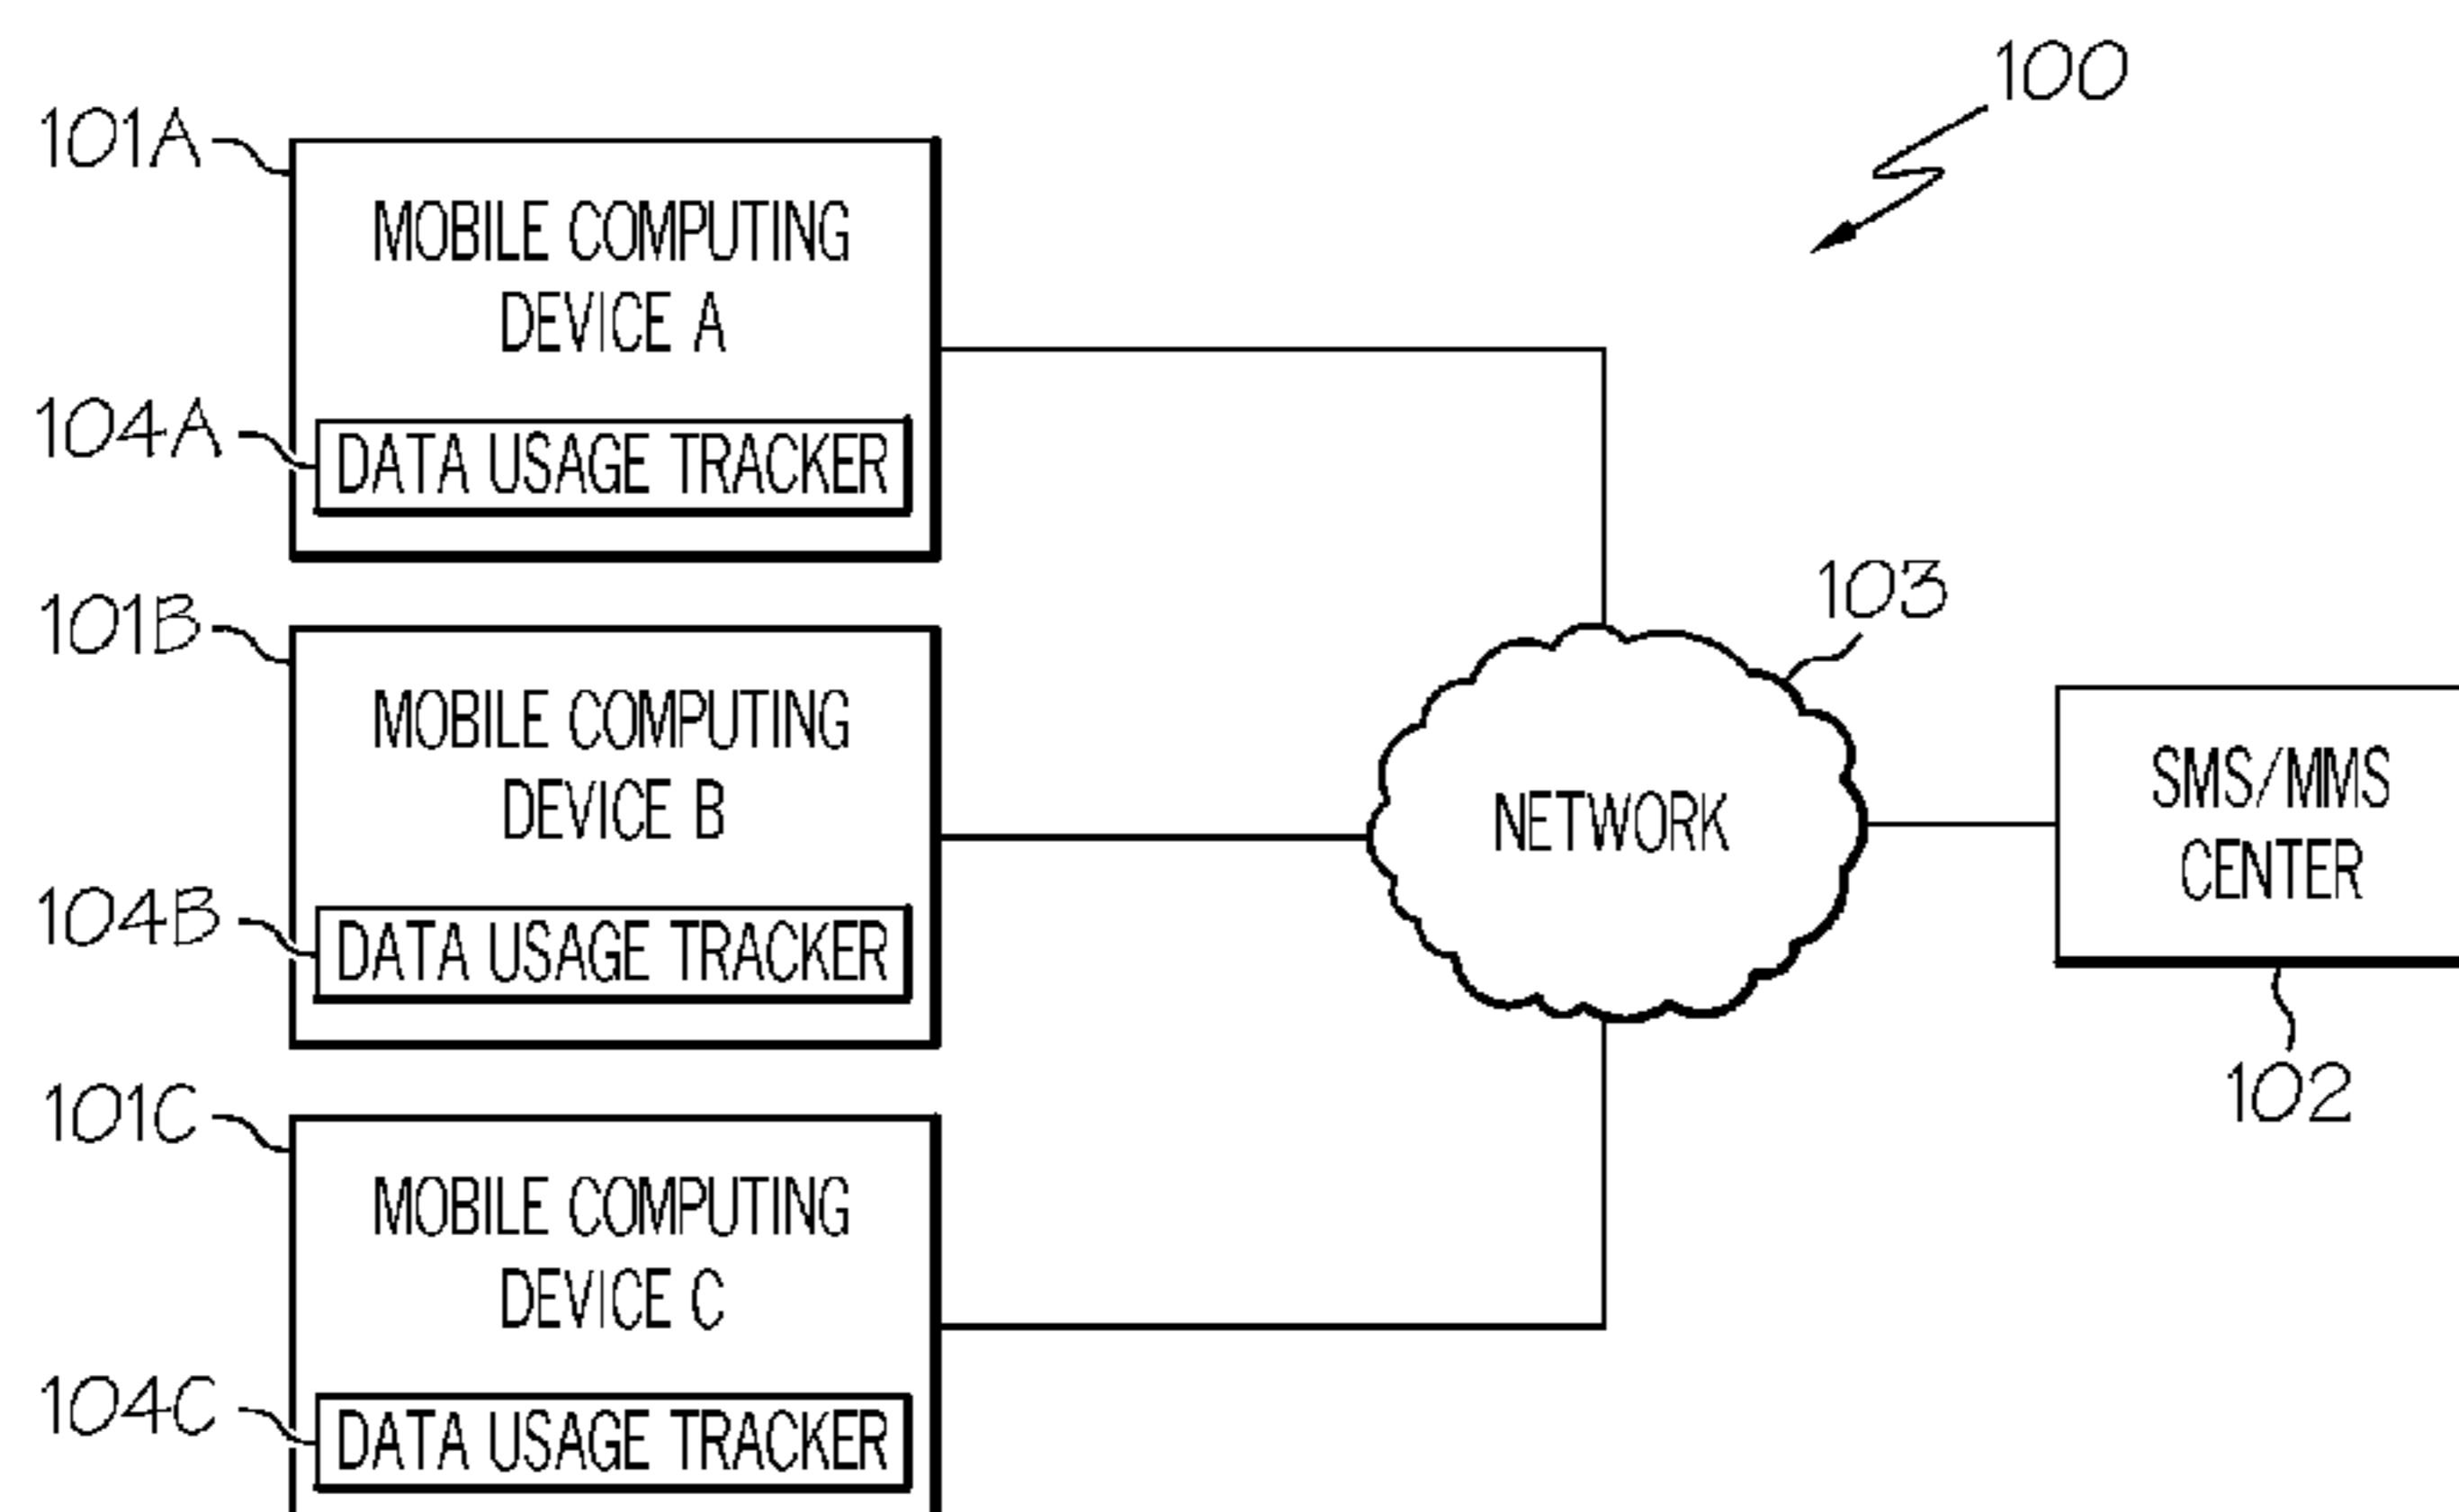 100
101A
MOBILE COMPUTING
DEVICE A
104A
DATA USAGE TRACKER
101B
MOBILE COMPUTING
DEVICE B
104B
DATA USAGE TRACKER
103
NETWORK
SMS/MMS
CENTER
102
101C
MOBILE COMPUTING
DEVICE C
104C
DATA USAGE TRACKER